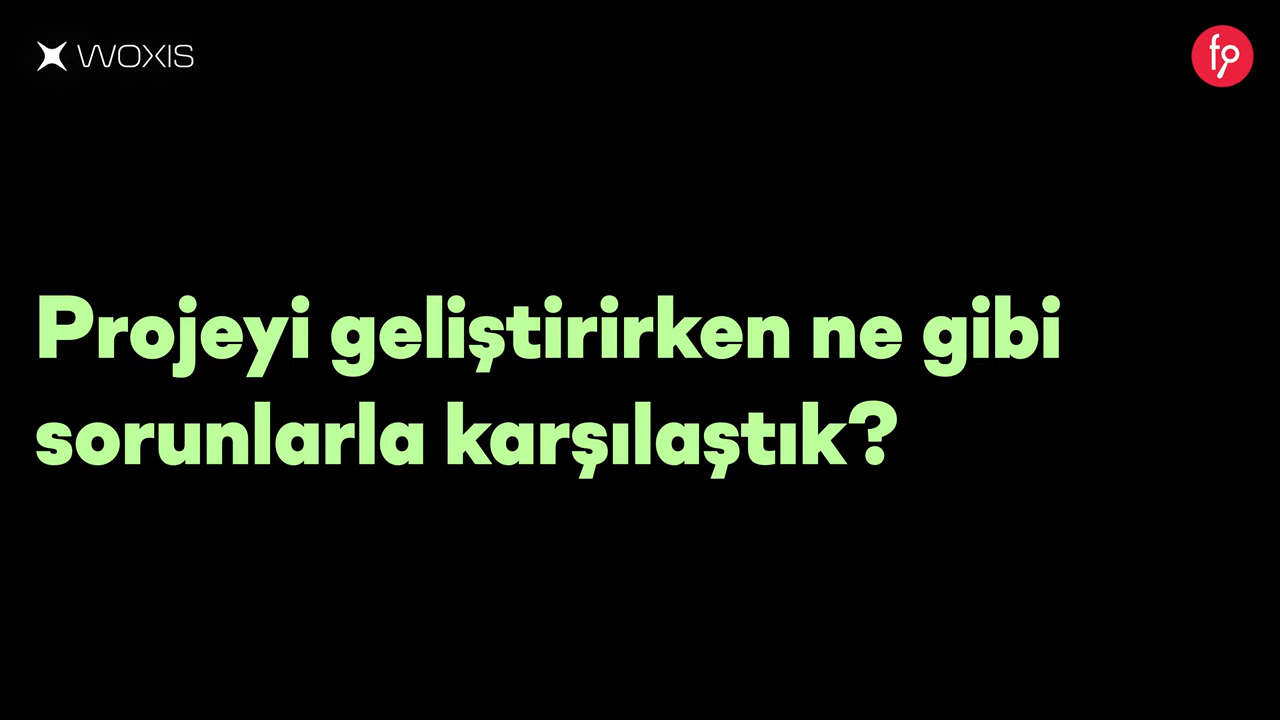 WOXIS
fp
Projeyi geliştirirken ne gibi
sorunlarla karşılaştık?